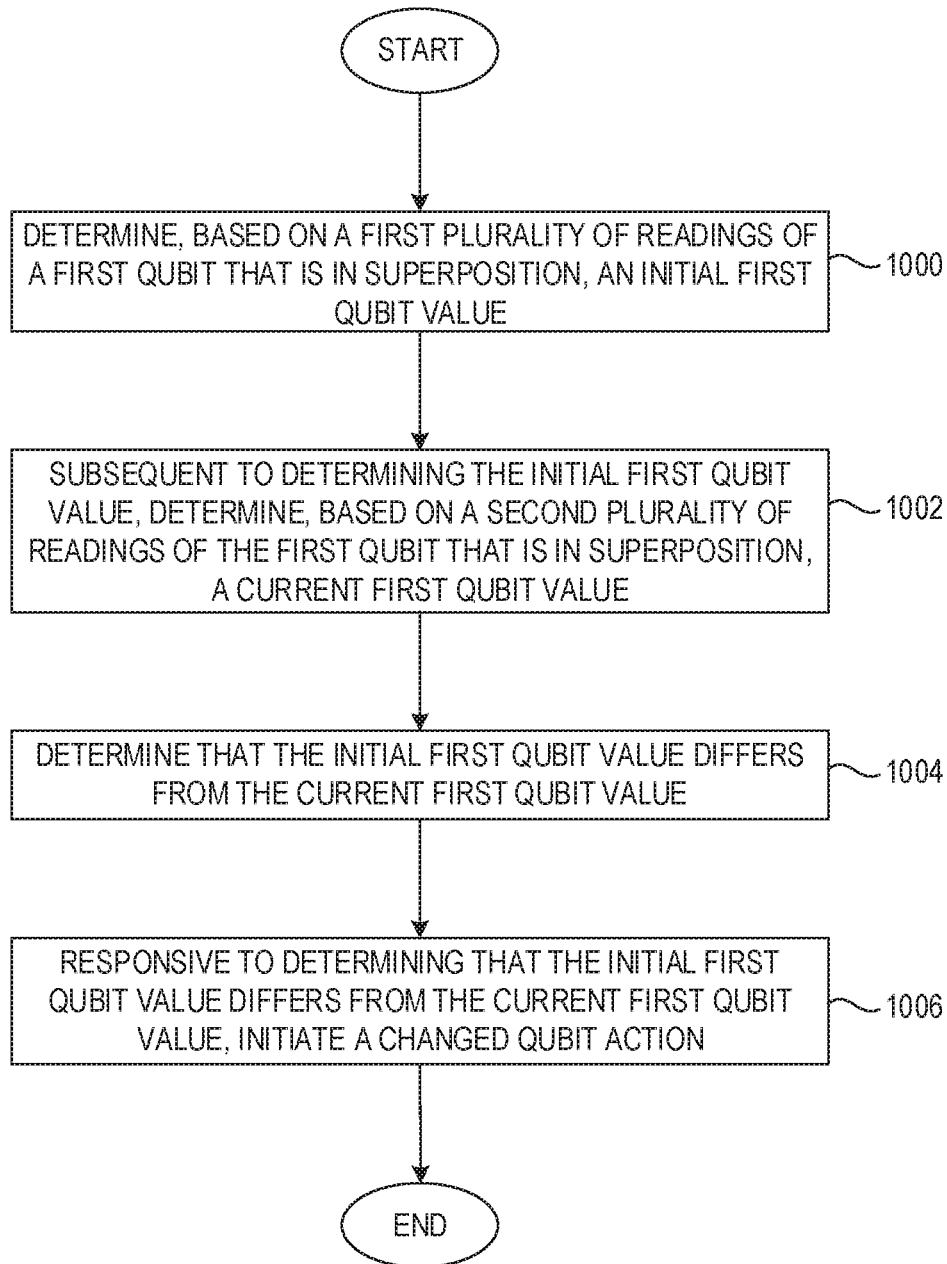 START
DETERMINE, BASED ON A FIRST PLURALITY OF READINGS OF
A FIRST QUBIT THAT IS IN SUPERPOSITION, AN INITIAL FIRST
QUBIT VALUE
1000
SUBSEQUENT TO DETERMINING THE INITIAL FIRST QUBIT
VALUE, DETERMINE, BASED ON A SECOND PLURALITY OF
READINGS OF THE FIRST QUBIT THAT IS IN SUPERPOSITION,
A CURRENT FIRST QUBIT VALUE
1002
DETERMINE THAT THE INITIAL FIRST QUBIT VALUE DIFFERS
FROM THE CURRENT FIRST QUBIT VALUE
1004
RESPONSIVE TO DETERMINING THAT THE INITIAL FIRST
QUBIT VALUE DIFFERS FROM THE CURRENT FIRST QUBIT
VALUE, INITIATE A CHANGED QUBIT ACTION
1006
END